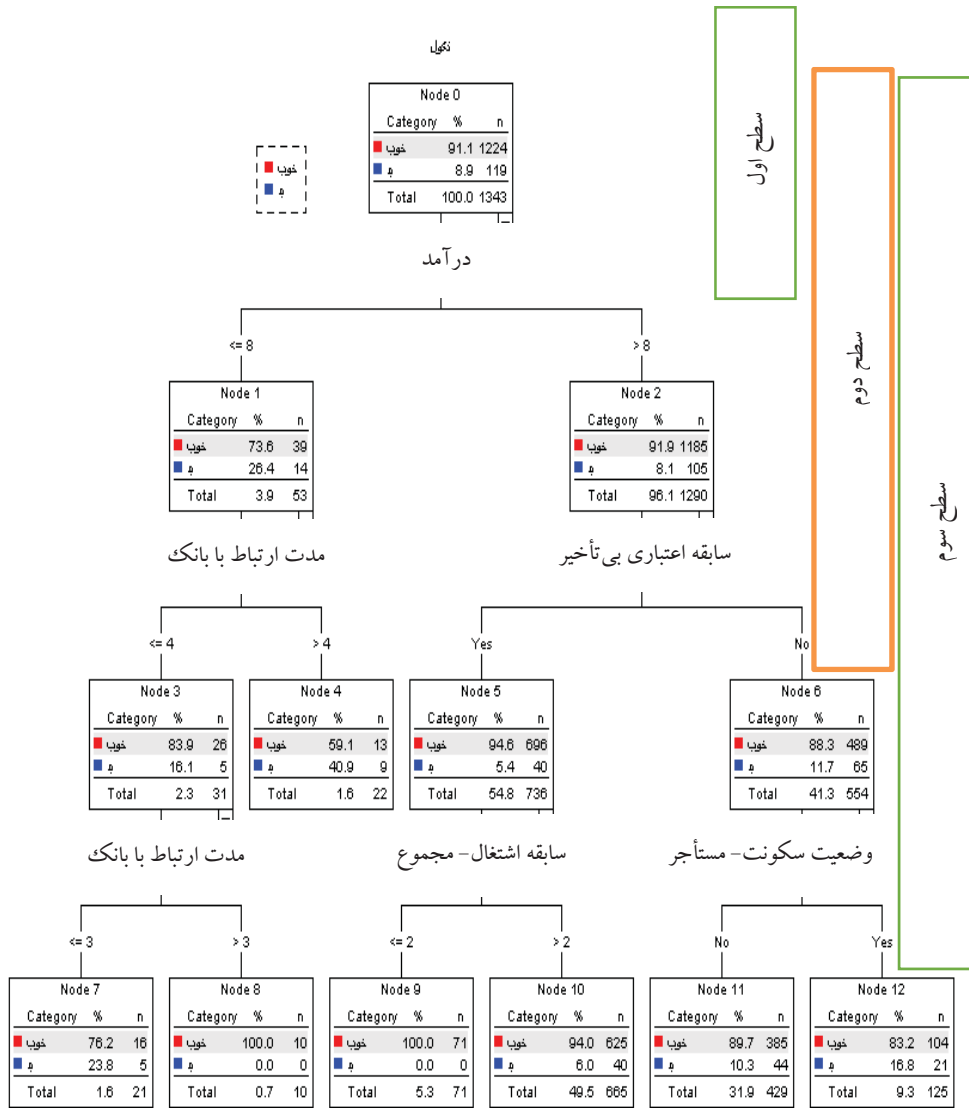 نکول
Node 0
Category % n
خوب 91.1 1224
بد 8.9 119
Total 100.0 1343
خوب
بد
سطح اول
سطح دوم
سطح سوم
درآمد
<= 8
> 8
Node 1
Category % n
خوب 73.6 39
بد 26.4 14
Total 3.9 53
Node 2
Category % n
خوب 91.9 1185
بد 8.1 105
Total 96.1 1290
مدت ارتباط با بانک
سابقه اعتباری بی‌تأخیر
<= 4
> 4
Yes
No
Node 3
Category % n
خوب 83.9 26
بد 16.1 5
Total 2.3 31
Node 4
Category % n
خوب 59.1 13
بد 40.9 9
Total 1.6 22
Node 5
Category % n
خوب 94.6 696
بد 5.4 40
Total 54.8 736
Node 6
Category % n
خوب 88.3 489
بد 11.7 65
Total 41.3 554
مدت ارتباط با بانک
سابقه اشتغال- مجموع
وضعیت سکونت- مستأجر
<= 3
> 3
<= 2
> 2
No
Yes
Node 7
Category % n
خوب 76.2 16
بد 23.8 5
Total 1.6 21
Node 8
Category % n
خوب 100.0 10
بد 0.0 0
Total 0.7 10
Node 9
Category % n
خوب 100.0 71
بد 0.0 0
Total 5.3 71
Node 10
Category % n
خوب 94.0 625
بد 6.0 40
Total 49.5 665
Node 11
Category % n
خوب 89.7 385
بد 10.3 44
Total 31.9 429
Node 12
Category % n
خوب 83.2 104
بد 16.8 21
Total 9.3 125